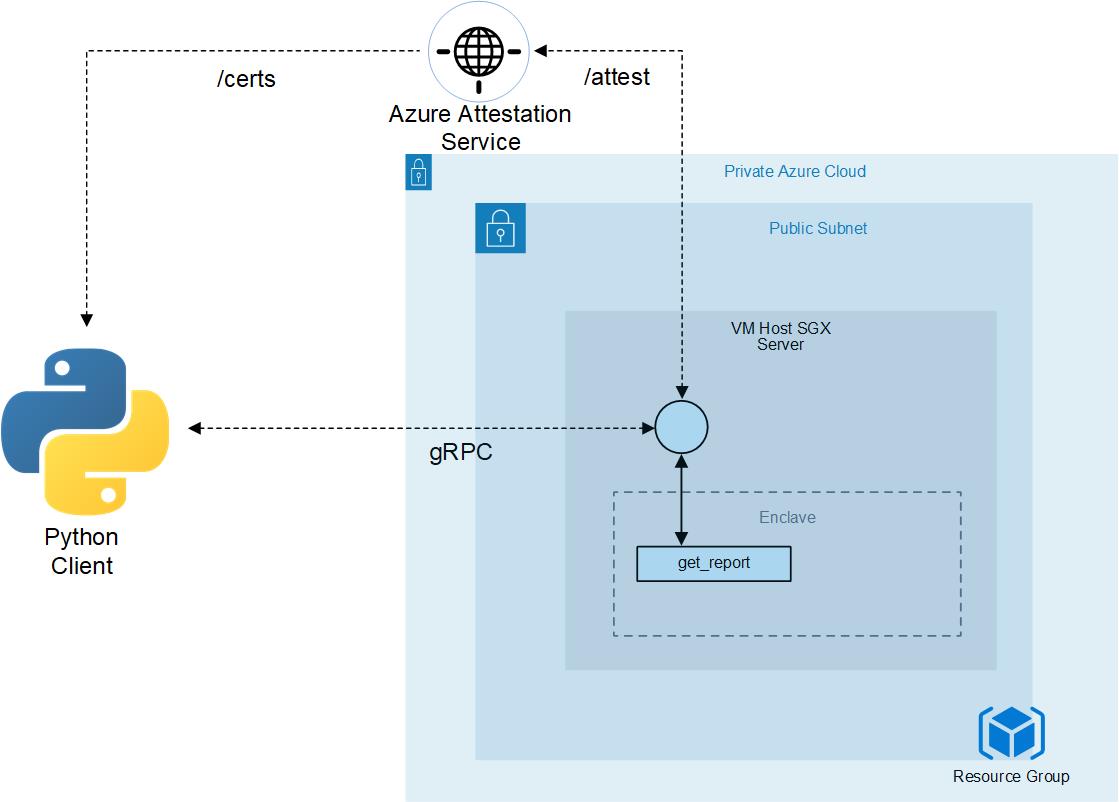 /certs
/attest
Azure Attestation
Service
Private Azure Cloud
Public Subnet
VM Host SGX
Server
gRPC
Enclave
get_report
Python
Client
Resource Group